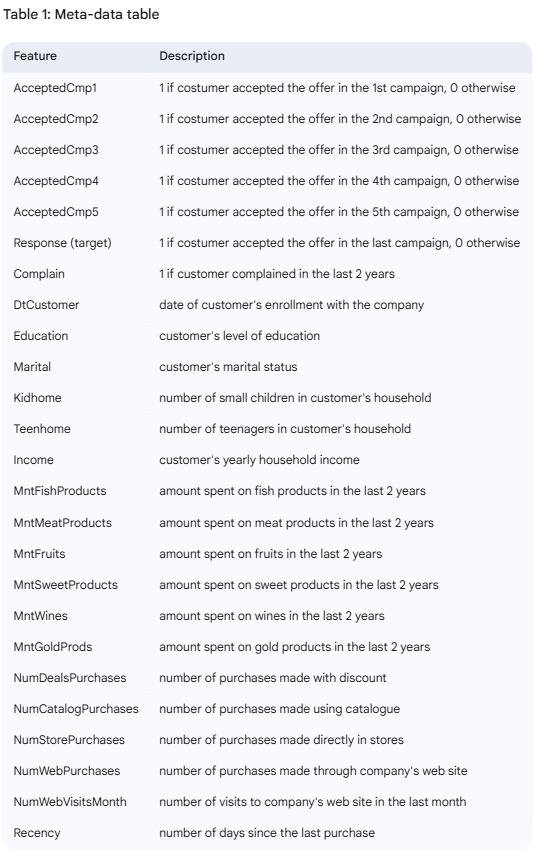 Table 1: Meta-data table
Feature Description
AcceptedCmp1 1 if costumer accepted the offer in the 1st campaign, 0 otherwise
AcceptedCmp2 1 if costumer accepted the offer in the 2nd campaign, 0 otherwise
AcceptedCmp3 1 if costumer accepted the offer in the 3rd campaign, 0 otherwise
AcceptedCmp4 1 if costumer accepted the offer in the 4th campaign, 0 otherwise
AcceptedCmp5 1 if costumer accepted the offer in the 5th campaign, 0 otherwise
Response (target) 1 if costumer accepted the offer in the last campaign, 0 otherwise
Complain 1 if customer complained in the last 2 years
DtCustomer date of customer's enrollment with the company
Education customer's level of education
Marital customer's marital status
Kidhome number of small children in customer's household
Teenhome number of teenagers in customer's household
Income customer's yearly household income
MntFishProducts amount spent on fish products in the last 2 years
MntMeatProducts amount spent on meat products in the last 2 years
MntFruits amount spent on fruits in the last 2 years
MntSweetProducts amount spent on sweet products in the last 2 years
MntWines amount spent on wines in the last 2 years
MntGoldProds amount spent on gold products in the last 2 years
NumDealsPurchases number of purchases made with discount
NumCatalogPurchases number of purchases made using catalogue
NumStorePurchases number of purchases made directly in stores
NumWebPurchases number of purchases made through company's web site
NumWebVisitsMonth number of visits to company's web site in the last month
Recency number of days since the last purchase